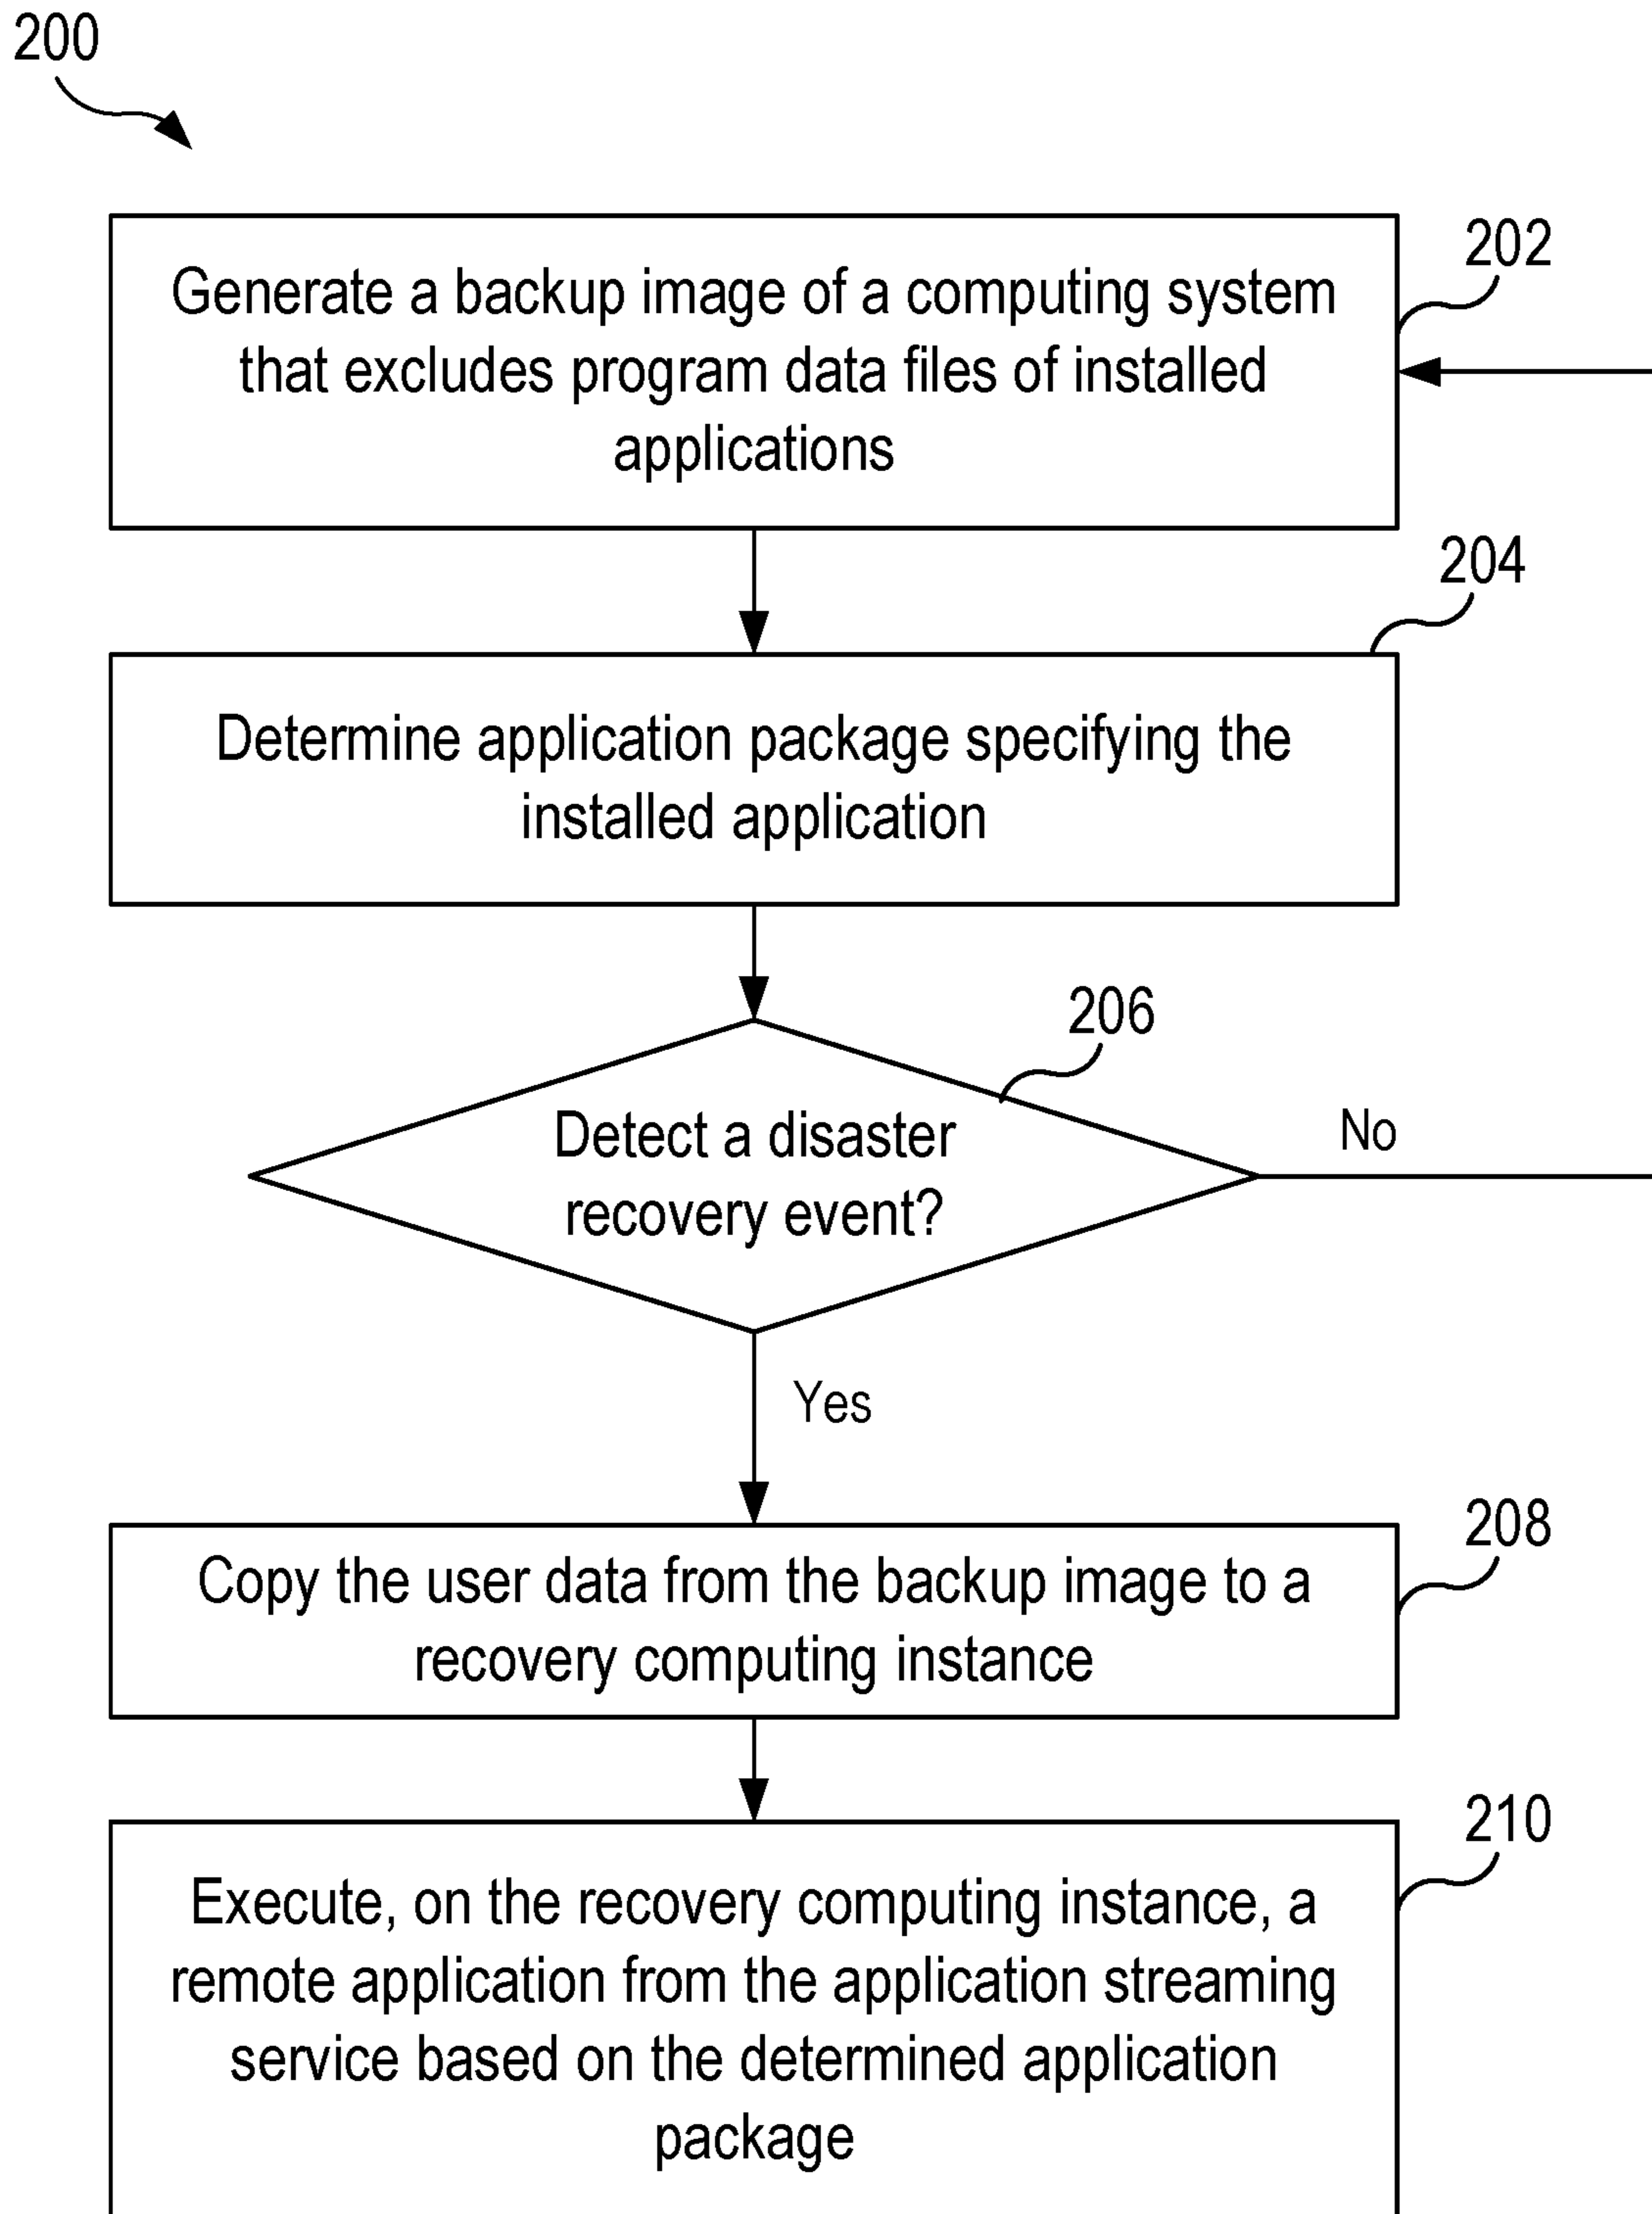 200
202
Generate a backup image of a computing system
that excludes program data files of installed
applications
204
Determine application package specifying the
installed application
206
Detect a disaster
recovery event?
No
Yes
208
Copy the user data from the backup image to a
recovery computing instance
210
Execute, on the recovery computing instance, a
remote application from the application streaming
service based on the determined application
package